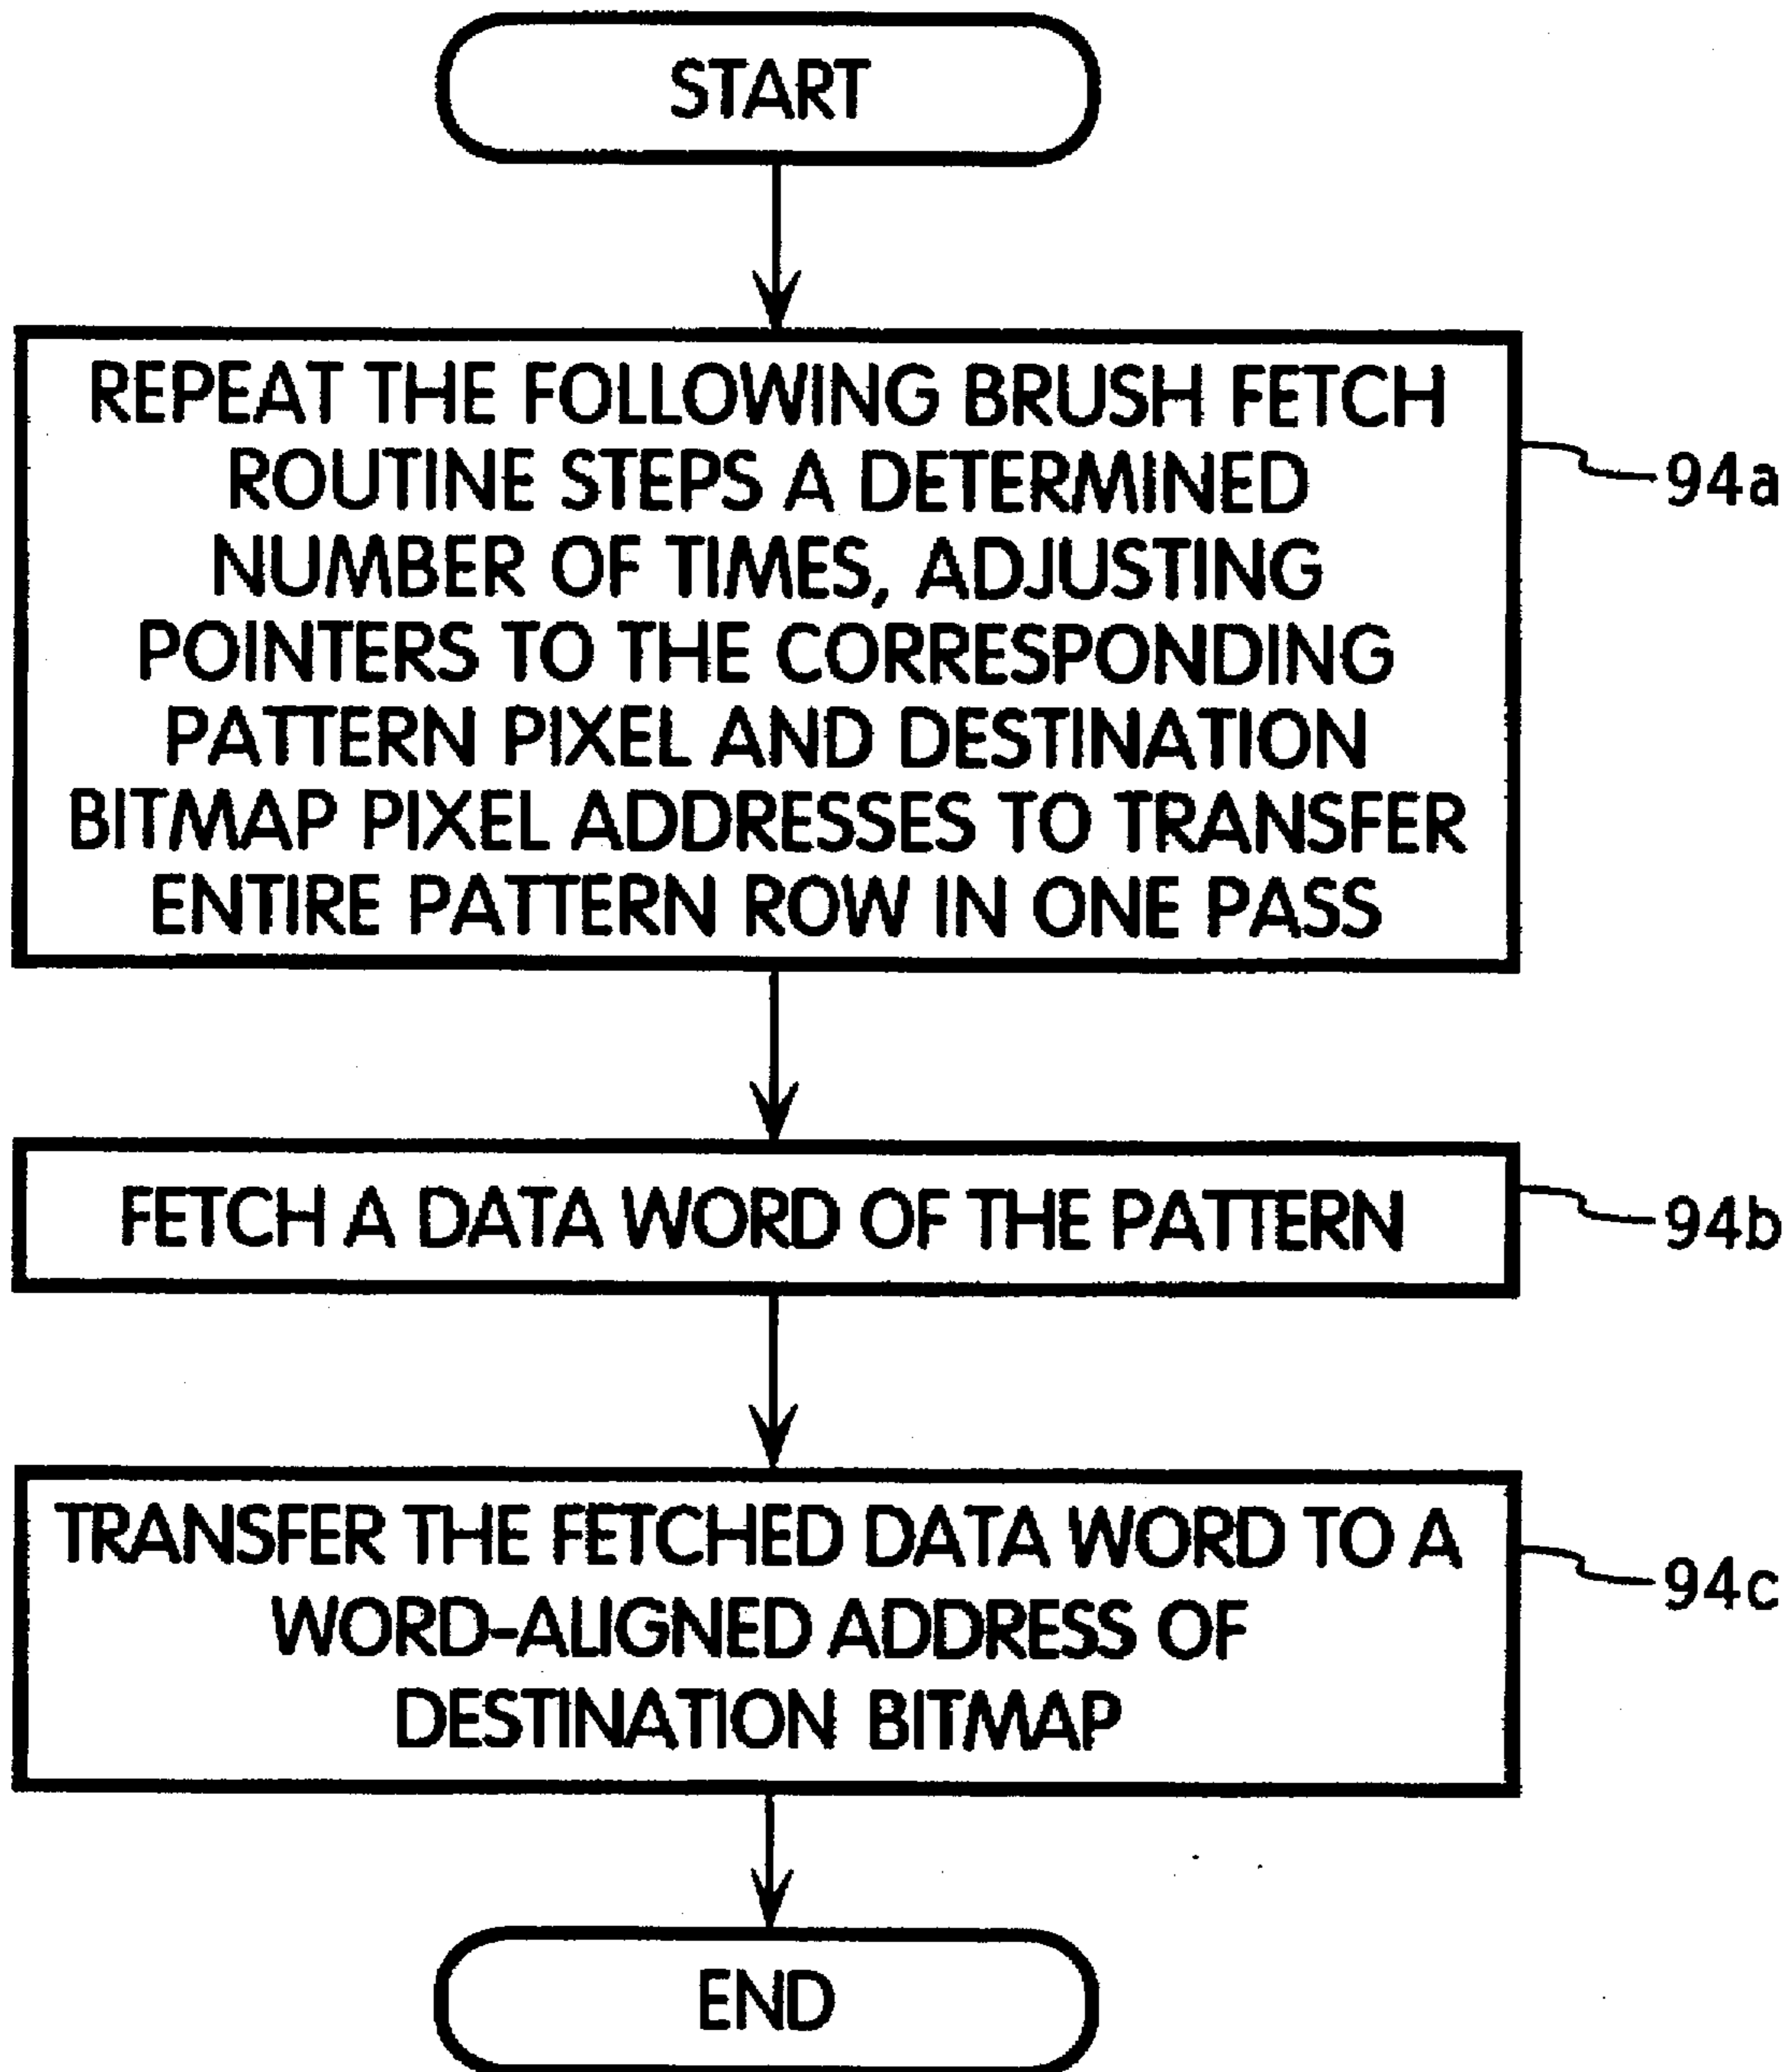 START
REPEAT THE FOLLOWING BRUSH FETCH
ROUTINE STEPS A DETERMINED
NUMBER OF TIMES, ADJUSTING
POINTERS TO THE CORRESPONDING
PATTERN PIXEL AND DESTINATION
BITMAP PIXEL ADDRESSES TO TRANSFER
ENTIRE PATTERN ROW IN ONE PASS
94a
FETCH A DATA WORD OF THE PATTERN
94b
TRANSFER THE FETCHED DATA WORD TO A
WORD-ALIGNED ADDRESS OF
DESTINATION BITMAP
94c
END